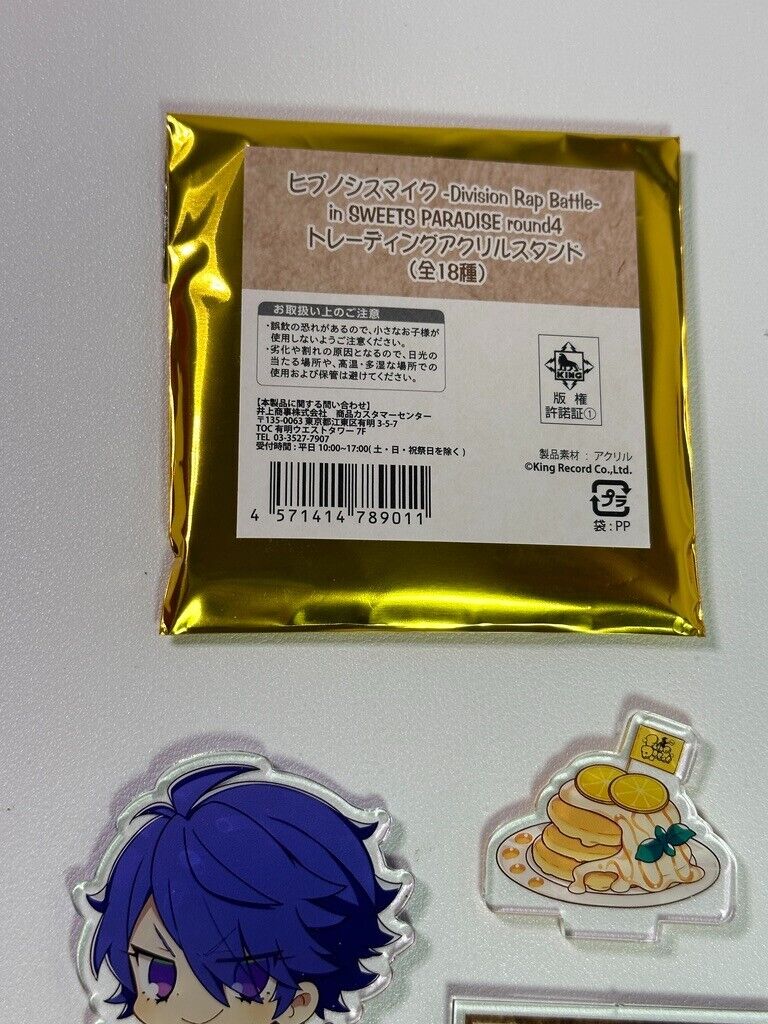 ヒプノシスマイク -Division Rap Battle-
in SWEETS PARADISE round4
トレーディングアクリルスタンド
(全18種)
お取扱い上のご注意
・誤飲の恐れがあるので、小さなお子様が
使用しないようご注意ください。
・劣化や割れの原因となるので、日光の
当たる場所や、高温・多湿な場所での
使用および保管は避けてください。
【本製品に関する問い合わせ】
井上商事株式会社 商品カスタマーセンター
〒135-0063 東京都江東区有明 3-5-7
TOC 有明ウエストタワー 7F
TEL 03-3527-7907
受付時間 : 平日 10:00~17:00( 土・日・祝祭日を除く )
4 571414 789011
KING
版 権
許諾証①
製品素材 : アクリル
©King Record Co.,Ltd.
プラ
袋 : PP